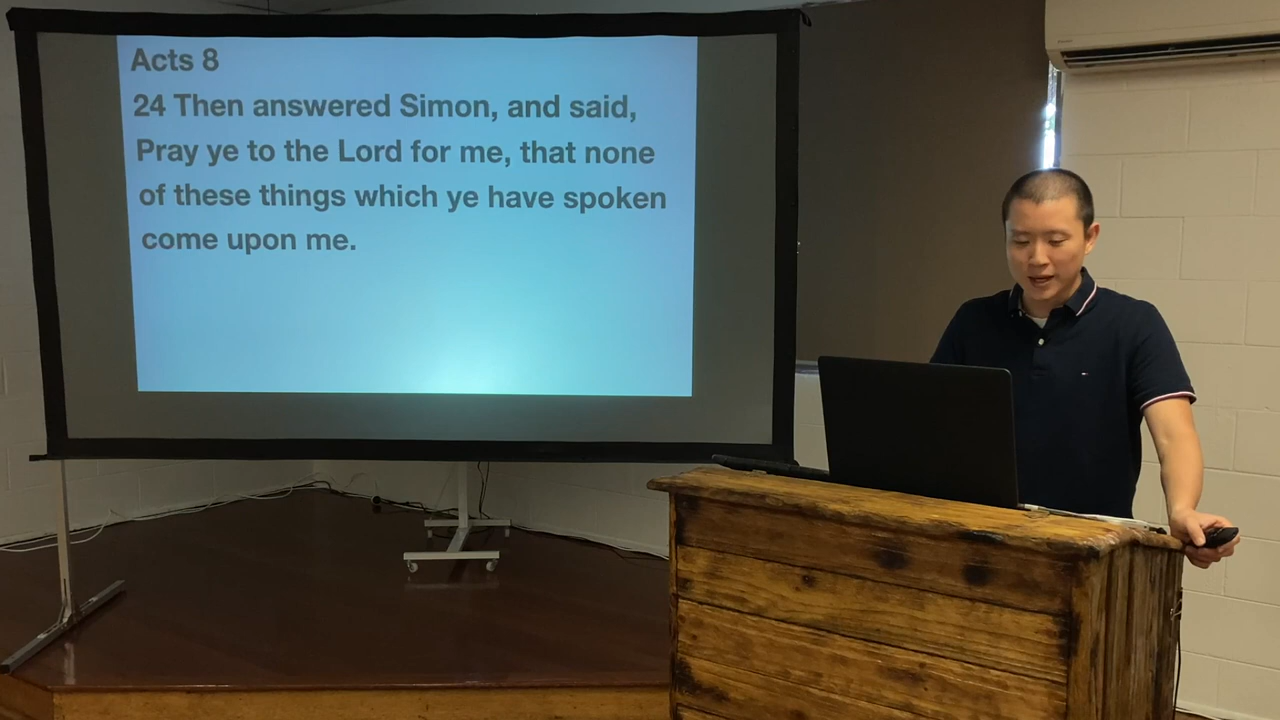 Acts 8
24 Then answered Simon, and said,
Pray ye to the Lord for me, that none
of these things which ye have spoken
come upon me.